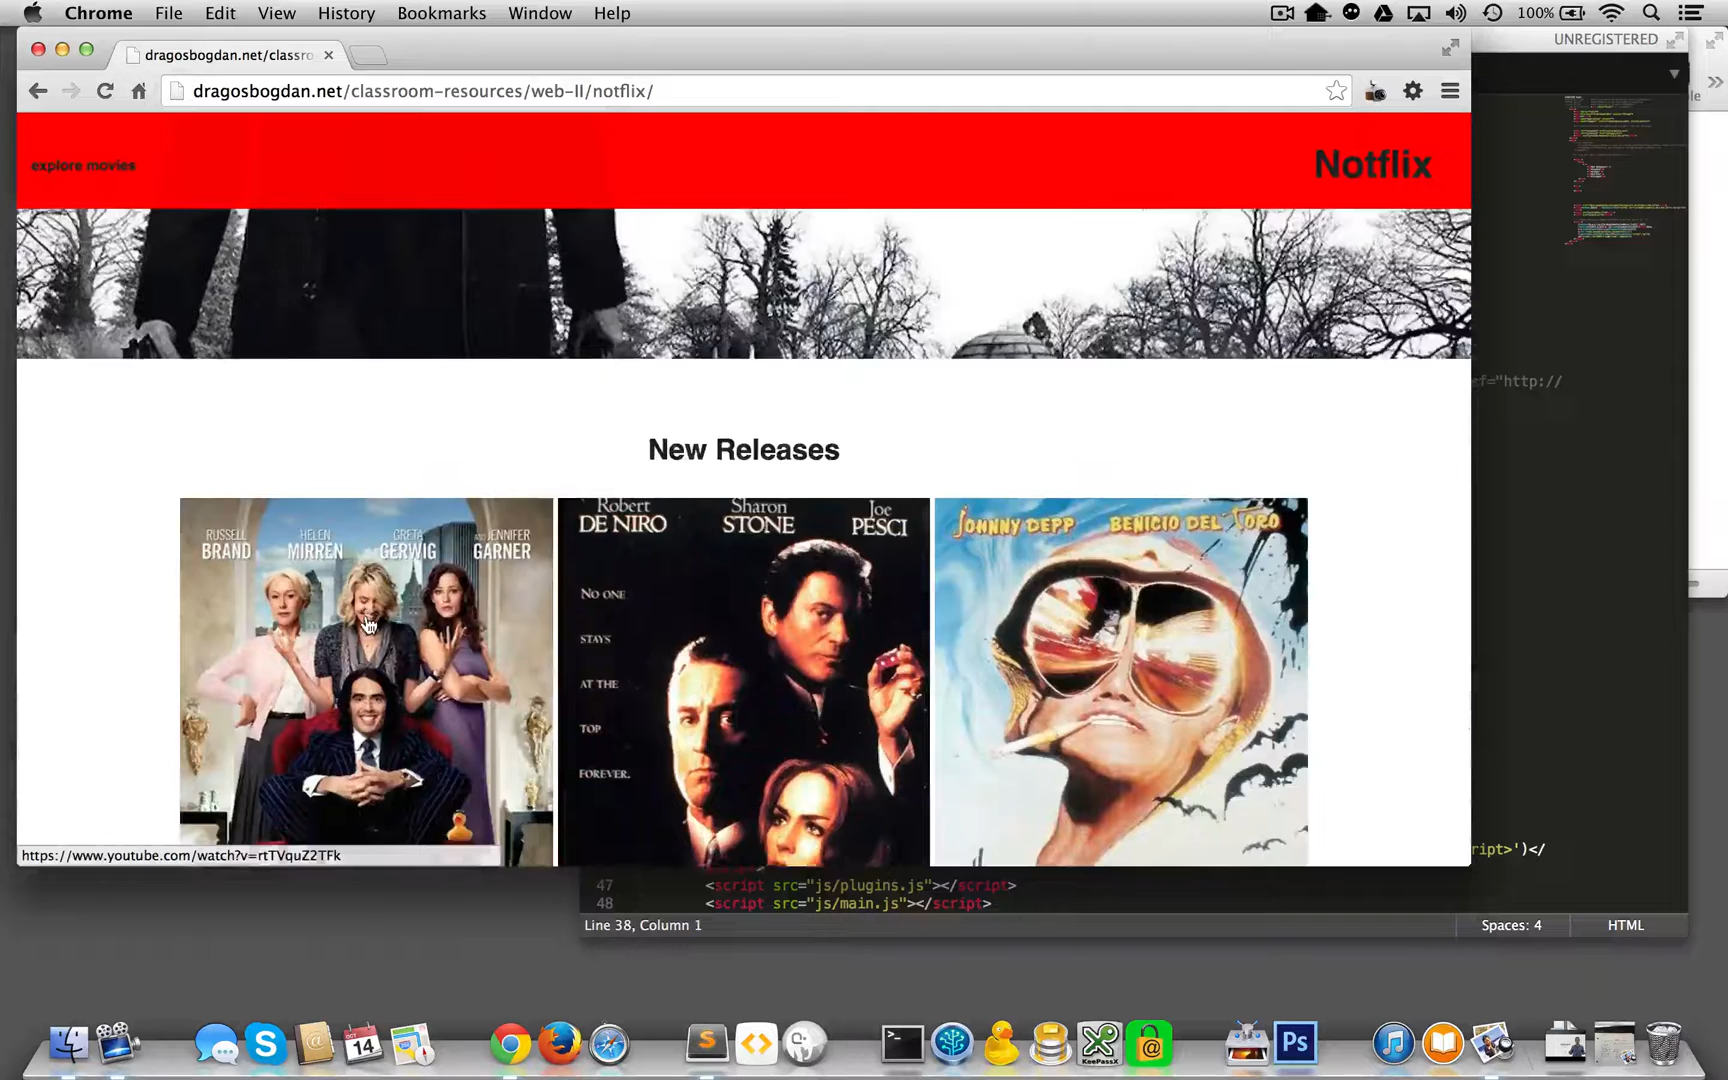 Chrome File Edit View History Bookmarks Window Help 100%
UNREGISTERED
dragosbogdan.net/classro
dragosbogdan.net/classroom-resources/web-II/notflix/
explore movies
Notflix
ef="http://
New Releases
RUSSELL BRAND
HELEN MIRREN
GRETA GERWIG
AND JENNIFER GARNER
Robert DE NIRO
Sharon STONE
Joe PESCI
NO ONE
STAYS
AT THE
TOP
FOREVER.
JOHNNY DEPP BENICIO DEL TORO
https://www.youtube.com/watch?v=rtTVquZ2TFk
ript>')</
47 <script src="js/plugins.js"></script>
48 <script src="js/main.js"></script>
Line 38, Column 1
Spaces: 4
HTML
OCT
14
KeePassX
Ps